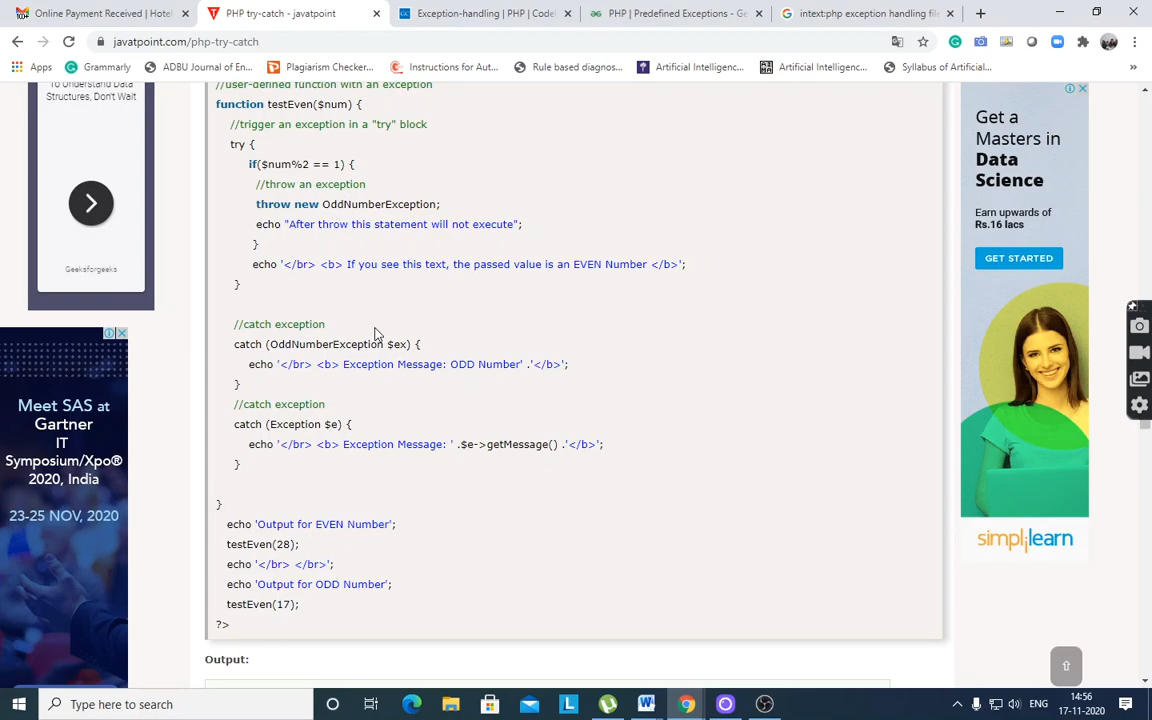 Online Payment Received | Hotel
PHP try-catch - javatpoint
Exception-handling | PHP | Codel
PHP | Predefined Exceptions - Ge
intext:php exception handling file
javatpoint.com/php-try-catch
Apps
Grammarly
ADBU Journal of En...
Plagiarism Checker...
Instructions for Aut...
Rule based diagnos...
Artificial Intelligenc...
Artificial Intelligenc...
Syllabus of Artificial...
»
To Understand Data
Structures, Don't Wait
Geeksforgeeks
Meet SAS at
Gartner
IT
Symposium/Xpo®
2020, India
23-25 NOV, 2020
//user-defined function with an exception
function testEven($num) {
//trigger an exception in a "try" block
try {
if($num%2 == 1) {
//throw an exception
throw new OddNumberException;
echo "After throw this statement will not execute";
}
echo '</br> <b> If you see this text, the passed value is an EVEN Number </b>';
}
//catch exception
catch (OddNumberException $ex) {
echo '</br> <b> Exception Message: ODD Number' .'</b>';
}
//catch exception
catch (Exception $e) {
echo '</br> <b> Exception Message: ' .$e->getMessage() .'</b>';
}
}
echo 'Output for EVEN Number';
testEven(28);
echo '</br> </br>';
echo 'Output for ODD Number';
testEven(17);
?>
Output:
Get a
Masters in
Data
Science
Earn upwards of
Rs.16 lacs
GET STARTED
simplilearn
Type here to search
ENG
14:56
17-11-2020